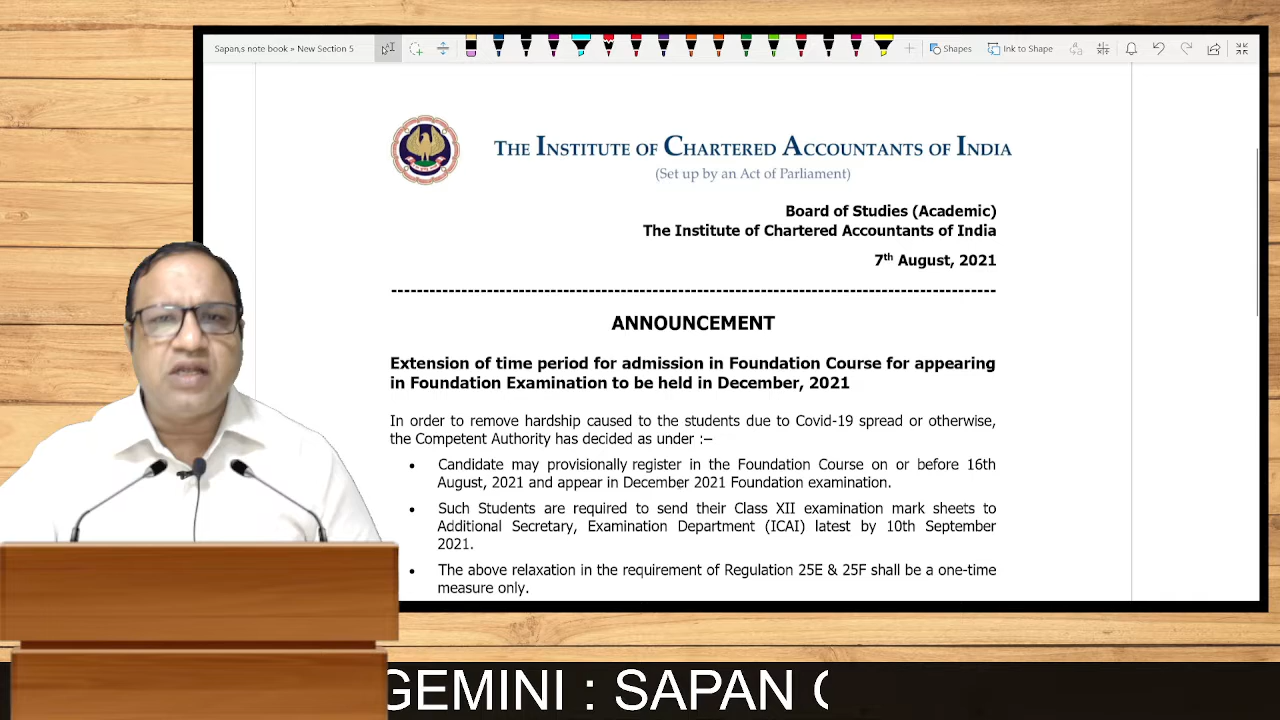 Sapan,s note book » New Section 5
Shapes
Ink to Shape
THE INSTITUTE OF CHARTERED ACCOUNTANTS OF INDIA
(Set up by an Act of Parliament)
Board of Studies (Academic)
The Institute of Chartered Accountants of India
7th August, 2021
ANNOUNCEMENT
Extension of time period for admission in Foundation Course for appearing
in Foundation Examination to be held in December, 2021
In order to remove hardship caused to the students due to Covid-19 spread or otherwise,
the Competent Authority has decided as under :–
• Candidate may provisionally register in the Foundation Course on or before 16th
August, 2021 and appear in December 2021 Foundation examination.
• Such Students are required to send their Class XII examination mark sheets to
Additional Secretary, Examination Department (ICAI) latest by 10th September
2021.
• The above relaxation in the requirement of Regulation 25E & 25F shall be a one-time
measure only.
GEMINI : SAPAN